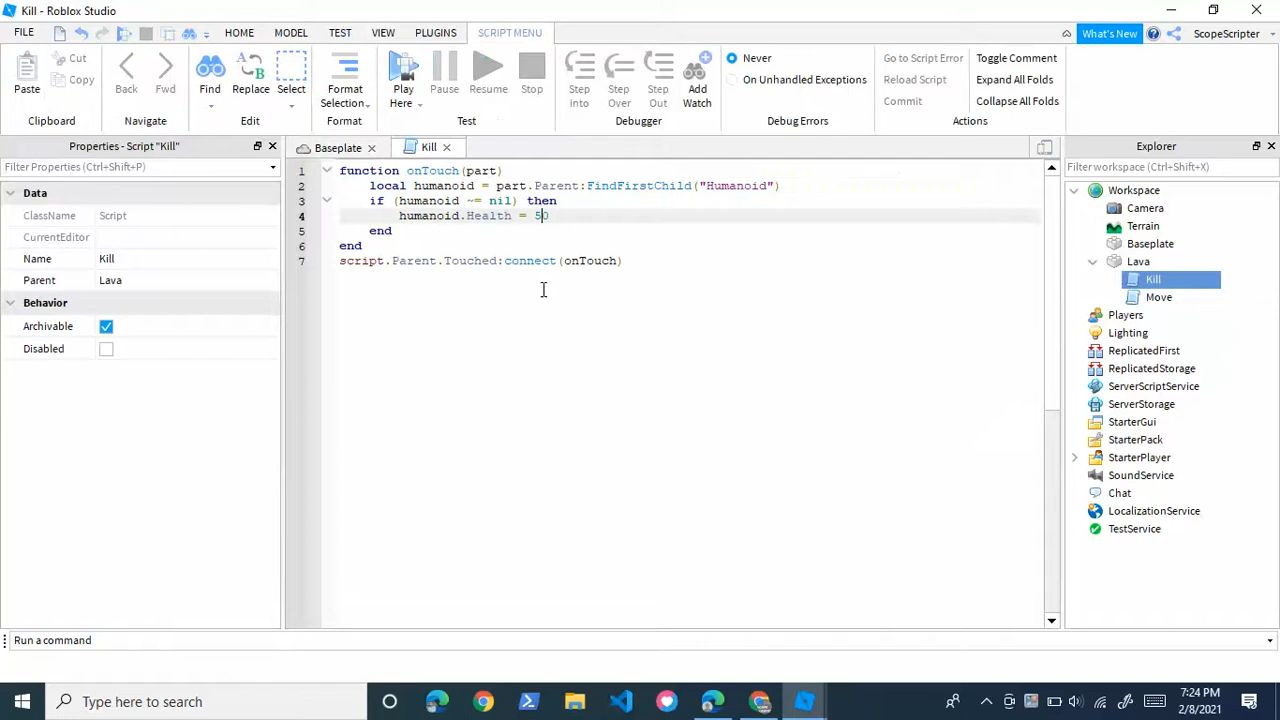 Kill - Roblox Studio
FILE HOME MODEL TEST VIEW PLUGINS SCRIPT MENU What's New ScopeScripter
Paste
Cut
Copy
Clipboard
Back
Fwd
Navigate
Find
Replace
Select
Edit
Format
Selection
Format
Play
Here
Pause
Resume
Stop
Test
Step
Into
Step
Over
Step
Out
Add
Watch
Debugger
Never
On Unhandled Exceptions
Debug Errors
Go to Script Error
Reload Script
Commit
Toggle Comment
Expand All Folds
Collapse All Folds
Actions
Properties - Script "Kill"
Filter Properties (Ctrl+Shift+P)
Data
ClassName Script
CurrentEditor
Name Kill
Parent Lava
Behavior
Archivable
Disabled
Baseplate
Kill
1 function onTouch(part)
2 local humanoid = part.Parent:FindFirstChild("Humanoid")
3 if (humanoid ~= nil) then
4 humanoid.Health = 50
5 end
6 end
7 script.Parent.Touched:connect(onTouch)
Explorer
Filter workspace (Ctrl+Shift+X)
Workspace
Camera
Terrain
Baseplate
Lava
Kill
Move
Players
Lighting
ReplicatedFirst
ReplicatedStorage
ServerScriptService
ServerStorage
StarterGui
StarterPack
StarterPlayer
SoundService
Chat
LocalizationService
TestService
Run a command
Type here to search
7:24 PM
2/8/2021